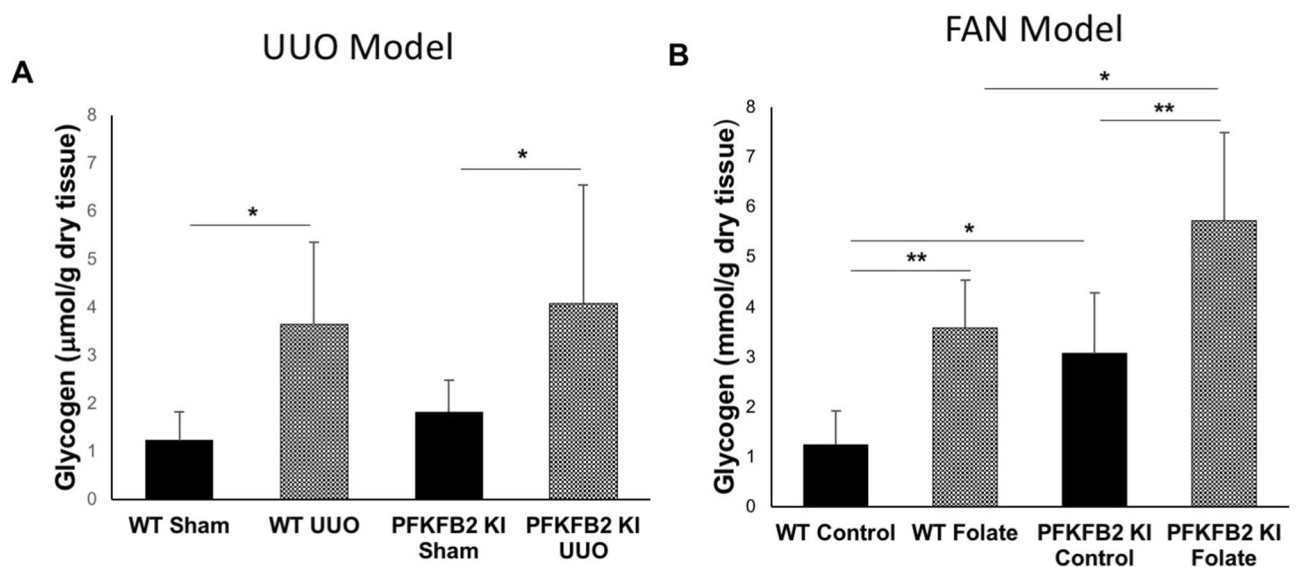 UUO Model
A
Glycogen (µmol/g dry tissue)
8
7
6
5
4
3
2
1
0
*
*
WT Sham
WT UUO
PFKFB2 KI
Sham
PFKFB2 KI
UUO
FAN Model
B
Glycogen (mmol/g dry tissue)
8
7
6
5
4
3
2
1
0
*
**
*
**
WT Control
WT Folate
PFKFB2 KI
Control
PFKFB2 KI
Folate